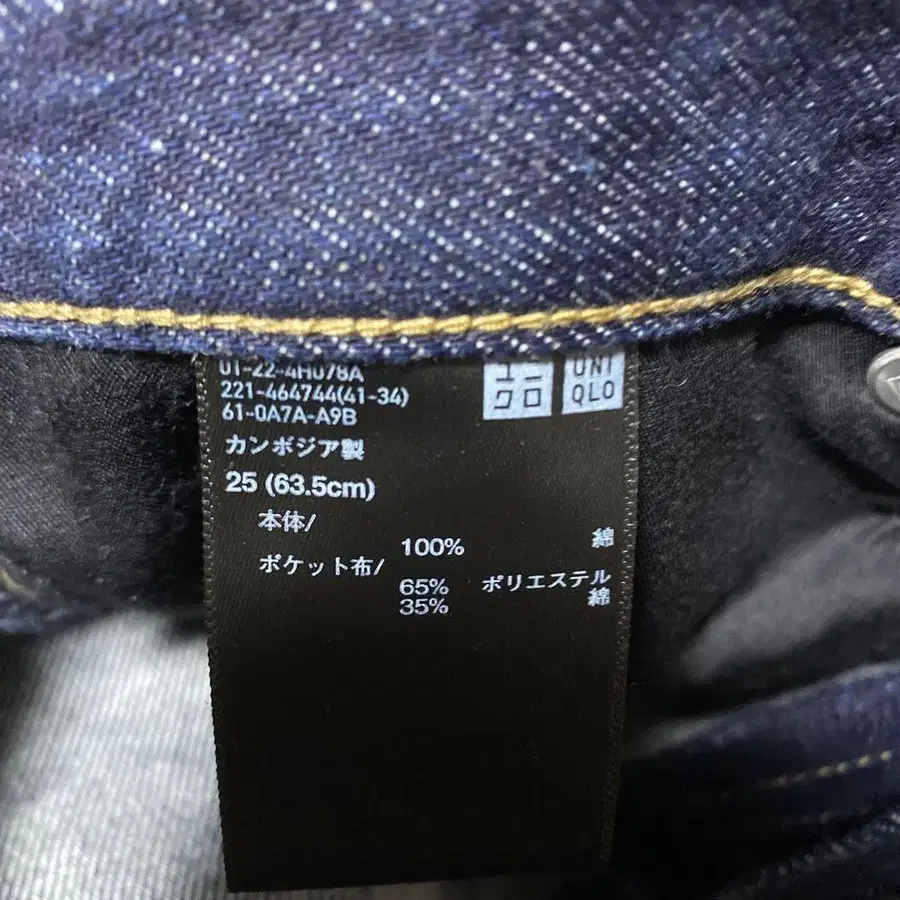 01-22-4H078A
221-464744(41-34)
61-0A7A-A9B
ユニ
クロ
UNI
QLO
カンボジア製
25 (63.5cm)
本体/
100% 綿
ポケット布/
65% ポリエステル
35% 綿